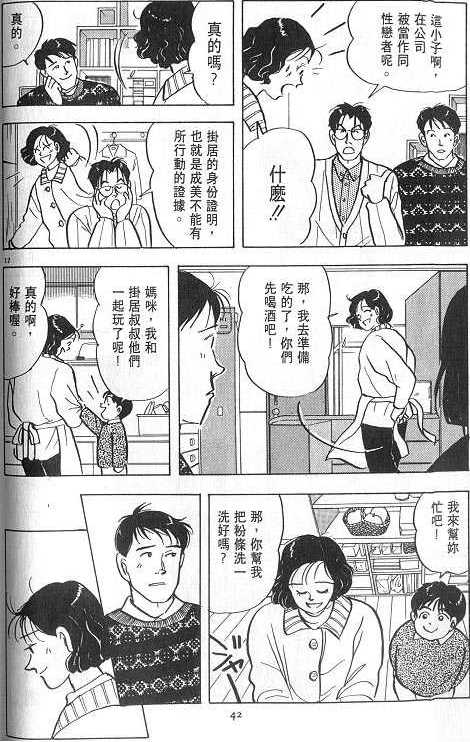 這小子啊，
在公司
被當作同
性戀者呢。
什麼!!
真的嗎？
真的。
掛居的身份證明，
也就是成美不能有
所行動的證據。
那，我去準備
吃的了，你們
先喝酒吧！
媽咪，我和
掛居叔叔他們
一起玩了呢！
真的啊，
好棒喔。
我來幫妳
忙吧！
那，你幫我
把粉條洗一
洗好嗎？
ジャッ
42
12